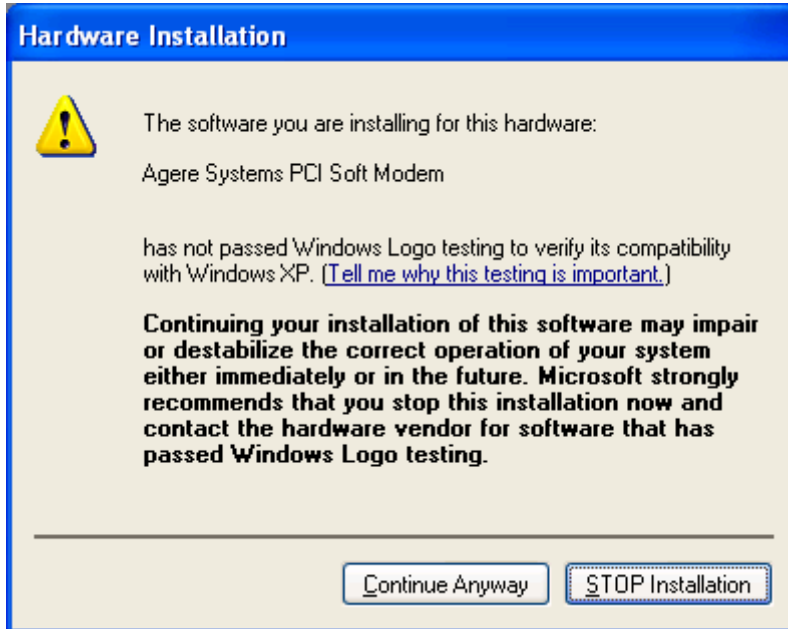 Hardware Installation
The software you are installing for this hardware:
Agere Systems PCI Soft Modem
has not passed Windows Logo testing to verify its compatibility
with Windows XP. (Tell me why this testing is important.)
Continuing your installation of this software may impair
or destabilize the correct operation of your system
either immediately or in the future. Microsoft strongly
recommends that you stop this installation now and
contact the hardware vendor for software that has
passed Windows Logo testing.
Continue Anyway
STOP Installation